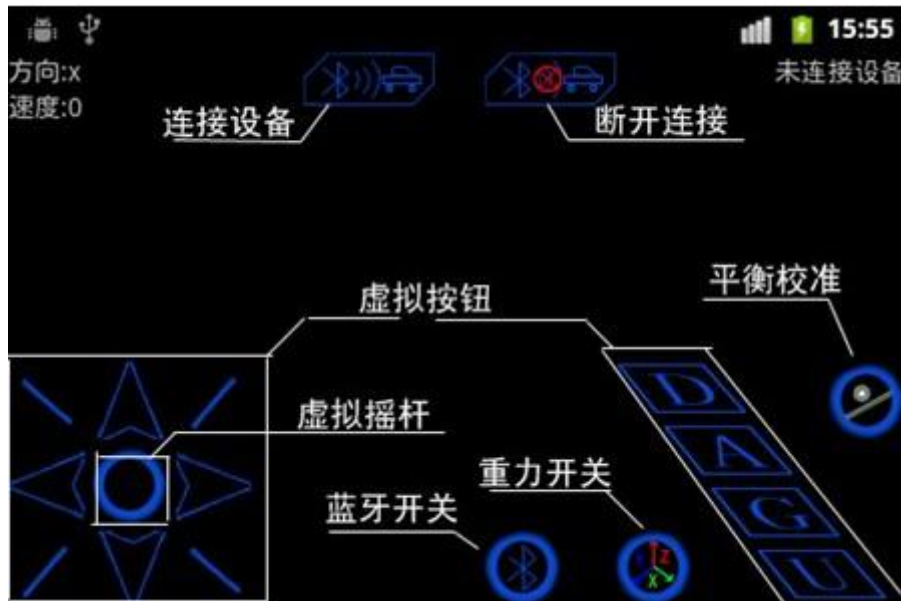 15:55
方向:x
未连接设备
速度:0
连接设备
断开连接
平衡校准
虚拟按钮
D
虚拟摇杆
A
重力开关
蓝牙开关
G
Z
X
U